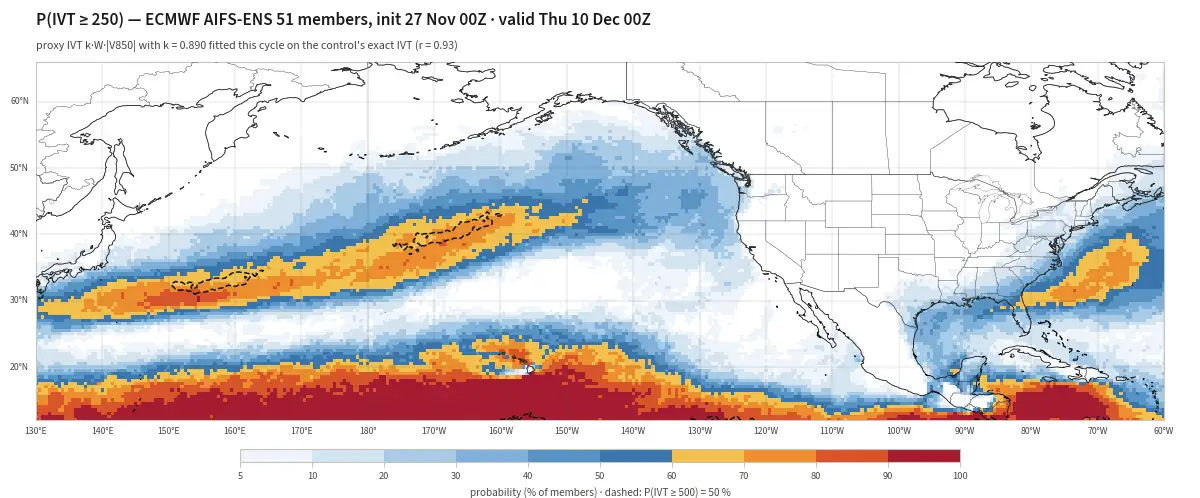 P(IVT ≥ 250) — ECMWF AIFS-ENS 51 members, init 27 Nov 00Z · valid Thu 10 Dec 00Z
proxy IVT k·W·|V850| with k = 0.890 fitted this cycle on the control's exact IVT (r = 0.93)
60°N
50°N
40°N
30°N
20°N
130°E 140°E 150°E 160°E 170°E 180° 170°W 160°W 150°W 140°W 130°W 120°W 110°W 100°W 90°W 80°W 70°W 60°W
5 10 20 30 40 50 60 70 80 90 100
probability (% of members) · dashed: P(IVT ≥ 500) = 50 %